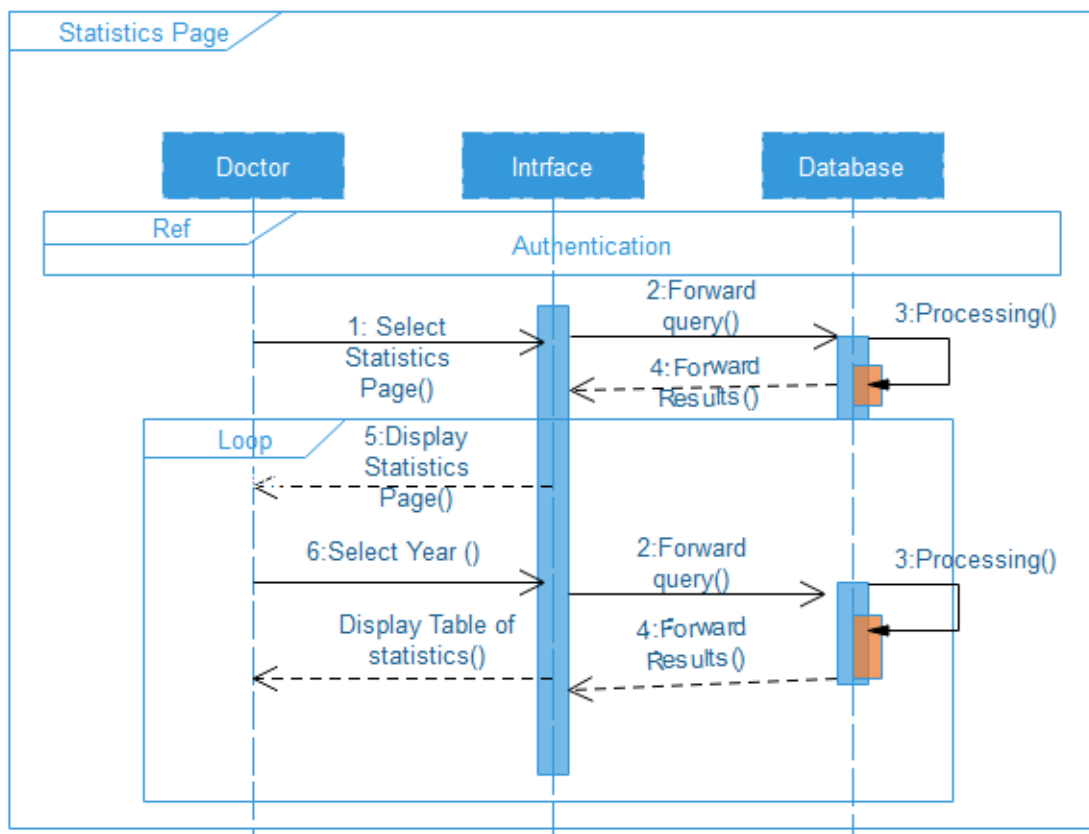 Statistics Page
Doctor
Intrface
Database
Ref
Authentication
1: Select
Statistics
Page()
2:Forward
query()
3:Processing()
4:Forward
Results()
Loop
5:Display
Statistics
Page()
6:Select Year ()
2:Forward
query()
3:Processing()
Display Table of
statistics()
4:Forward
Results()